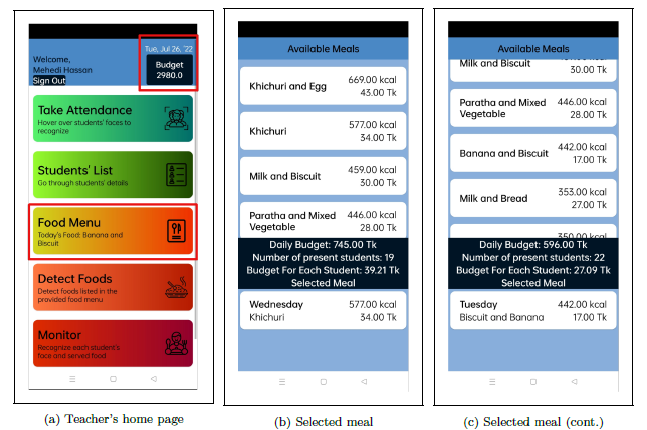 Tue, Jul 26, '22
Welcome,
Mehedi Hassan
Sign Out
Budget
2980.0
Take Attendance
Hover over students' faces to
recognize
Students' List
Go through students' details
Food Menu
Today's Food: Banana and
Biscuit
Detect Foods
Detect foods listed in the
provided food menu
Monitor
Recognize each student's
face and served food
(a) Teacher's home page
Available Meals
Khichuri and Egg 669.00 kcal
43.00 Tk
Khichuri 577.00 kcal
34.00 Tk
Milk and Biscuit 459.00 kcal
30.00 Tk
Paratha and Mixed
Vegetable 446.00 kcal
28.00 Tk
Daily Budget: 745.00 Tk
Number of present students: 19
Budget For Each Student: 39.21 Tk
Selected Meal
Wednesday 577.00 kcal
Khichuri 34.00 Tk
(b) Selected meal
Available Meals
Milk and Biscuit
30.00 Tk
Paratha and Mixed
Vegetable 446.00 kcal
28.00 Tk
Banana and Biscuit 442.00 kcal
17.00 Tk
Milk and Bread 353.00 kcal
27.00 Tk
350.00 kcal
Daily Budget: 596.00 Tk
Number of present students: 22
Budget For Each Student: 27.09 Tk
Selected Meal
Tuesday 442.00 kcal
Biscuit and Banana 17.00 Tk
(c) Selected meal (cont.)